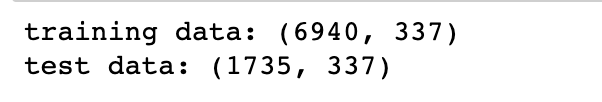 training data: (6940, 337)
test data: (1735, 337)